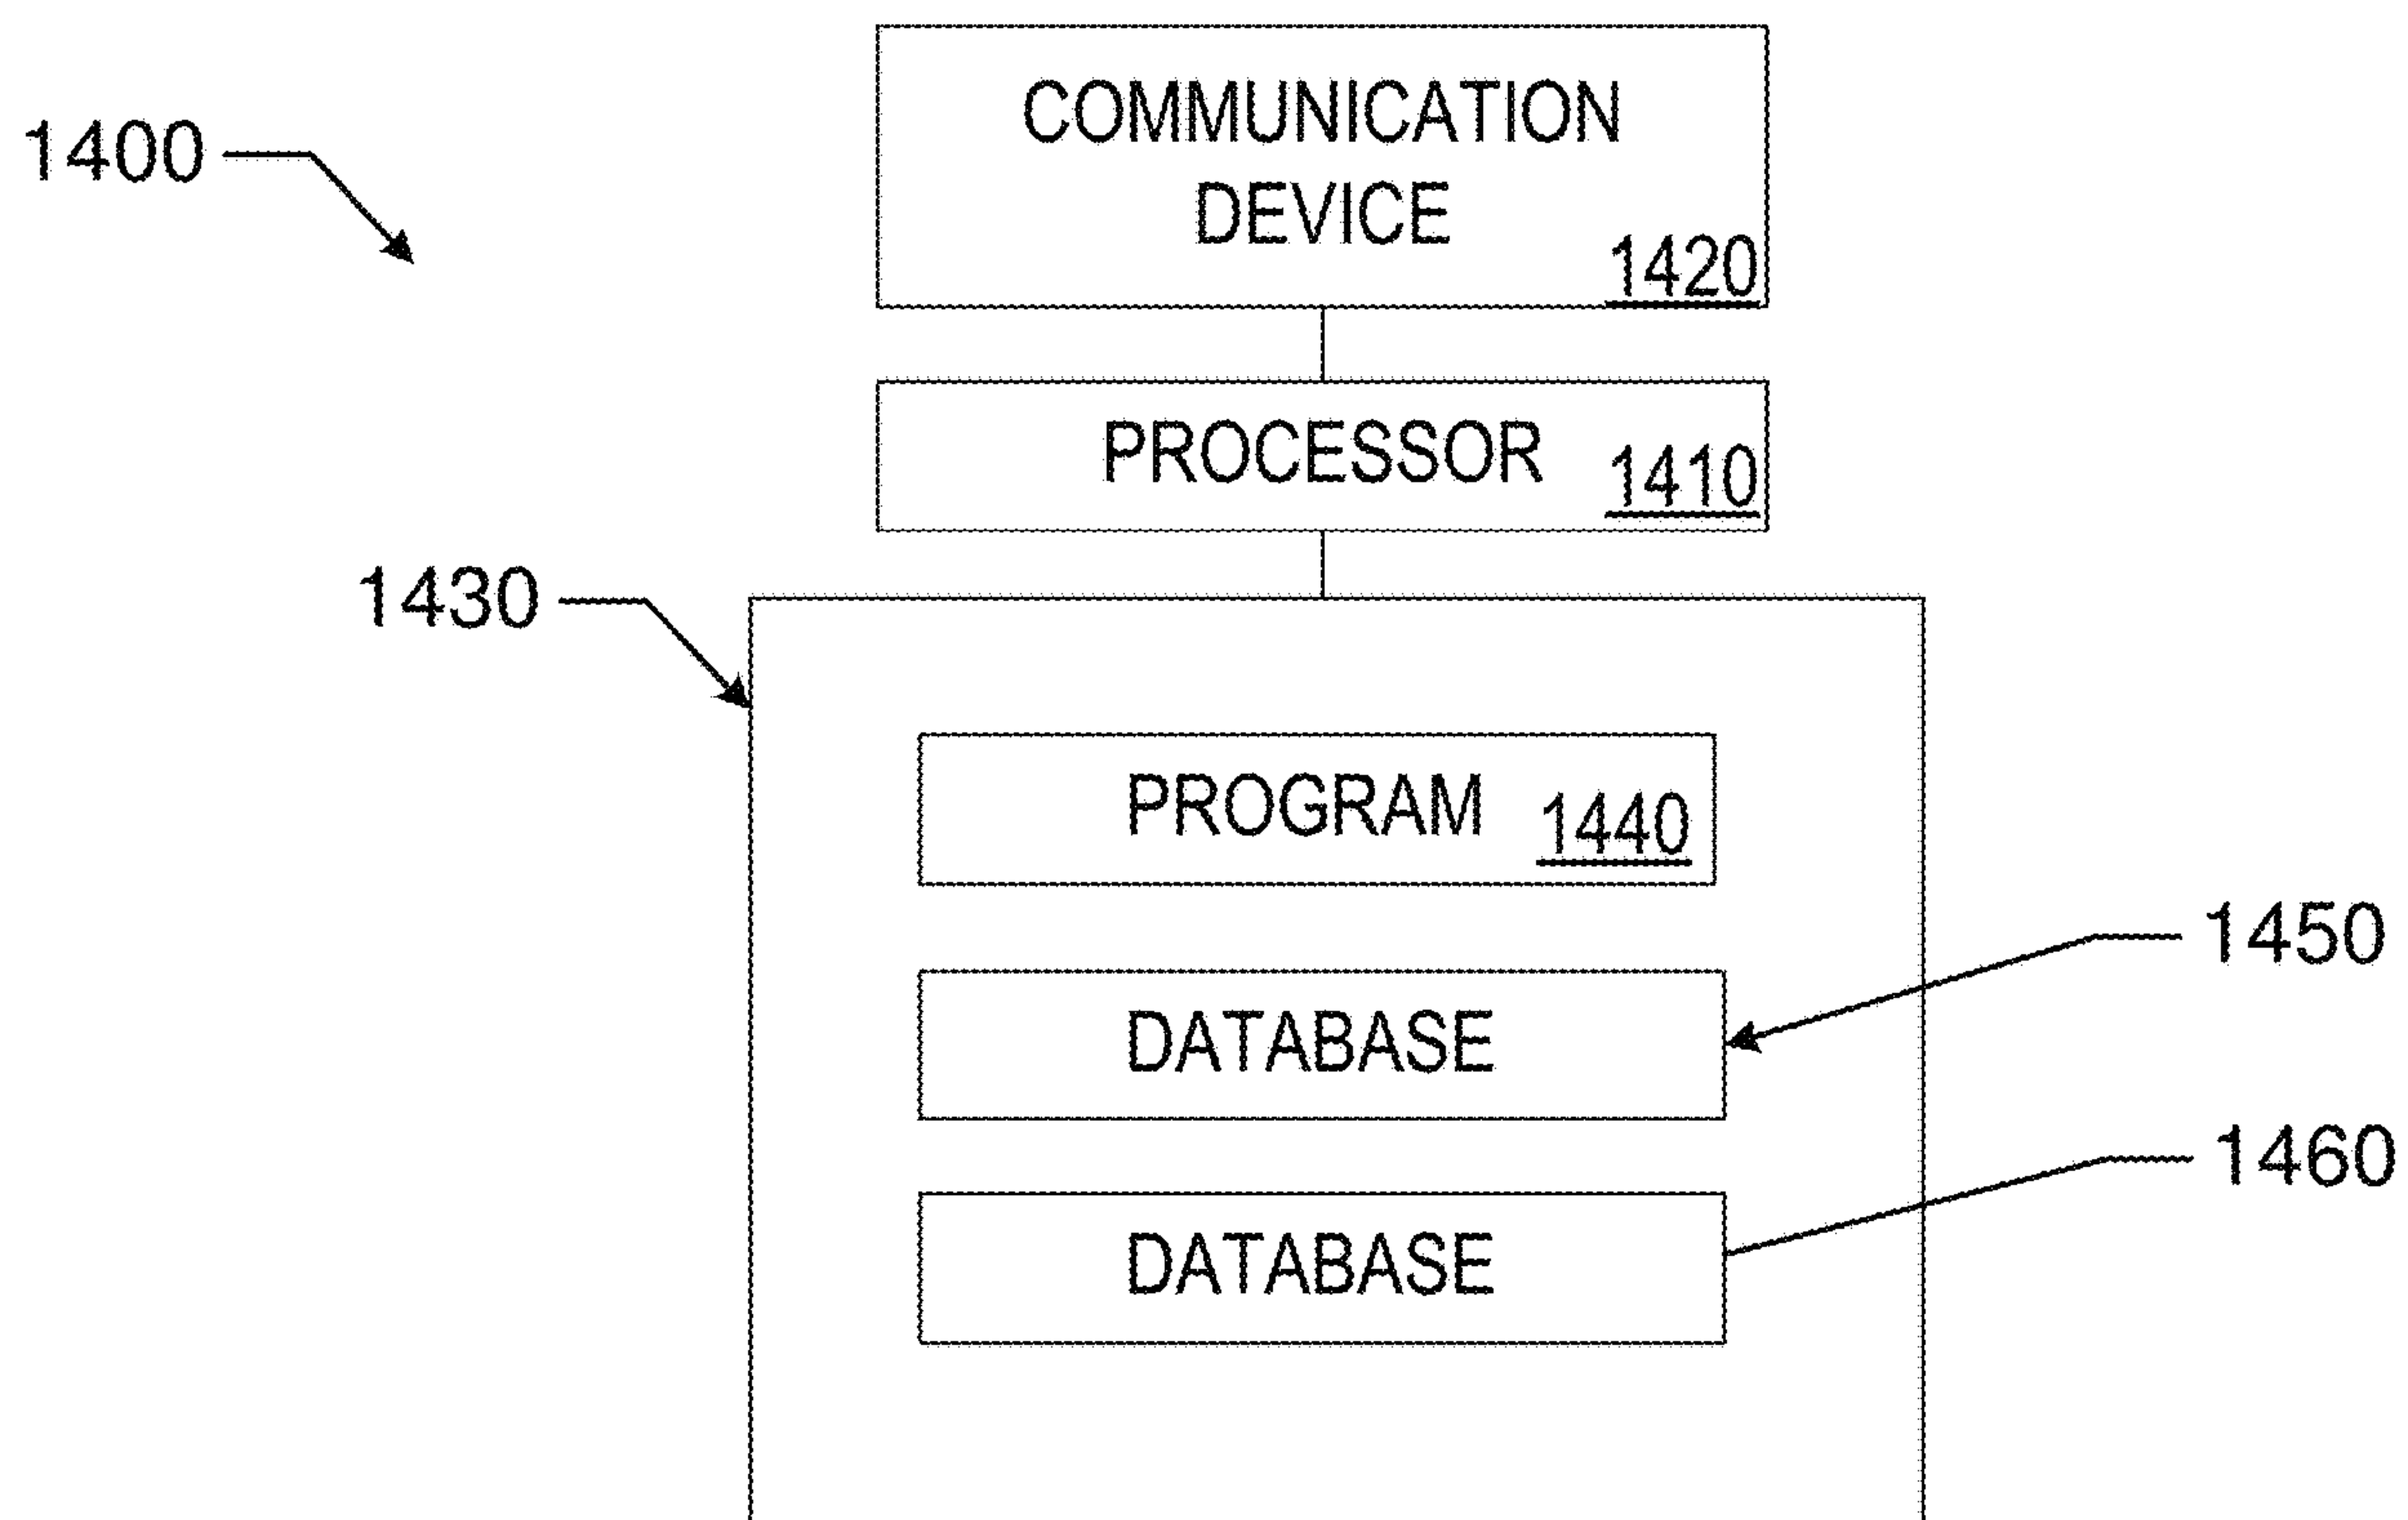 1400
COMMUNICATION
DEVICE
1420
PROCESSOR
1410
1430
PROGRAM
1440
1450
DATABASE
1460
DATABASE